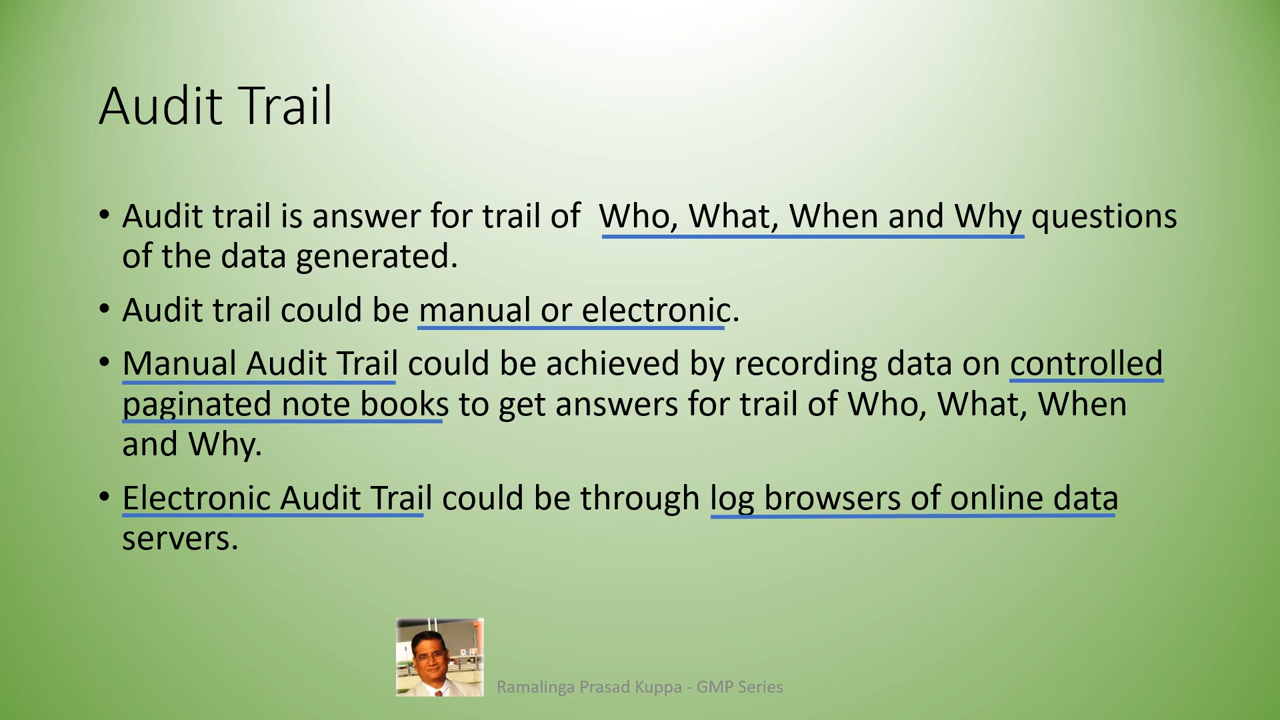 Audit Trail
• Audit trail is answer for trail of  Who, What, When and Why questions
of the data generated.
• Audit trail could be manual or electronic.
• Manual Audit Trail could be achieved by recording data on controlled
paginated note books to get answers for trail of Who, What, When
and Why.
• Electronic Audit Trail could be through log browsers of online data
servers.
Ramalinga Prasad Kuppa - GMP Series